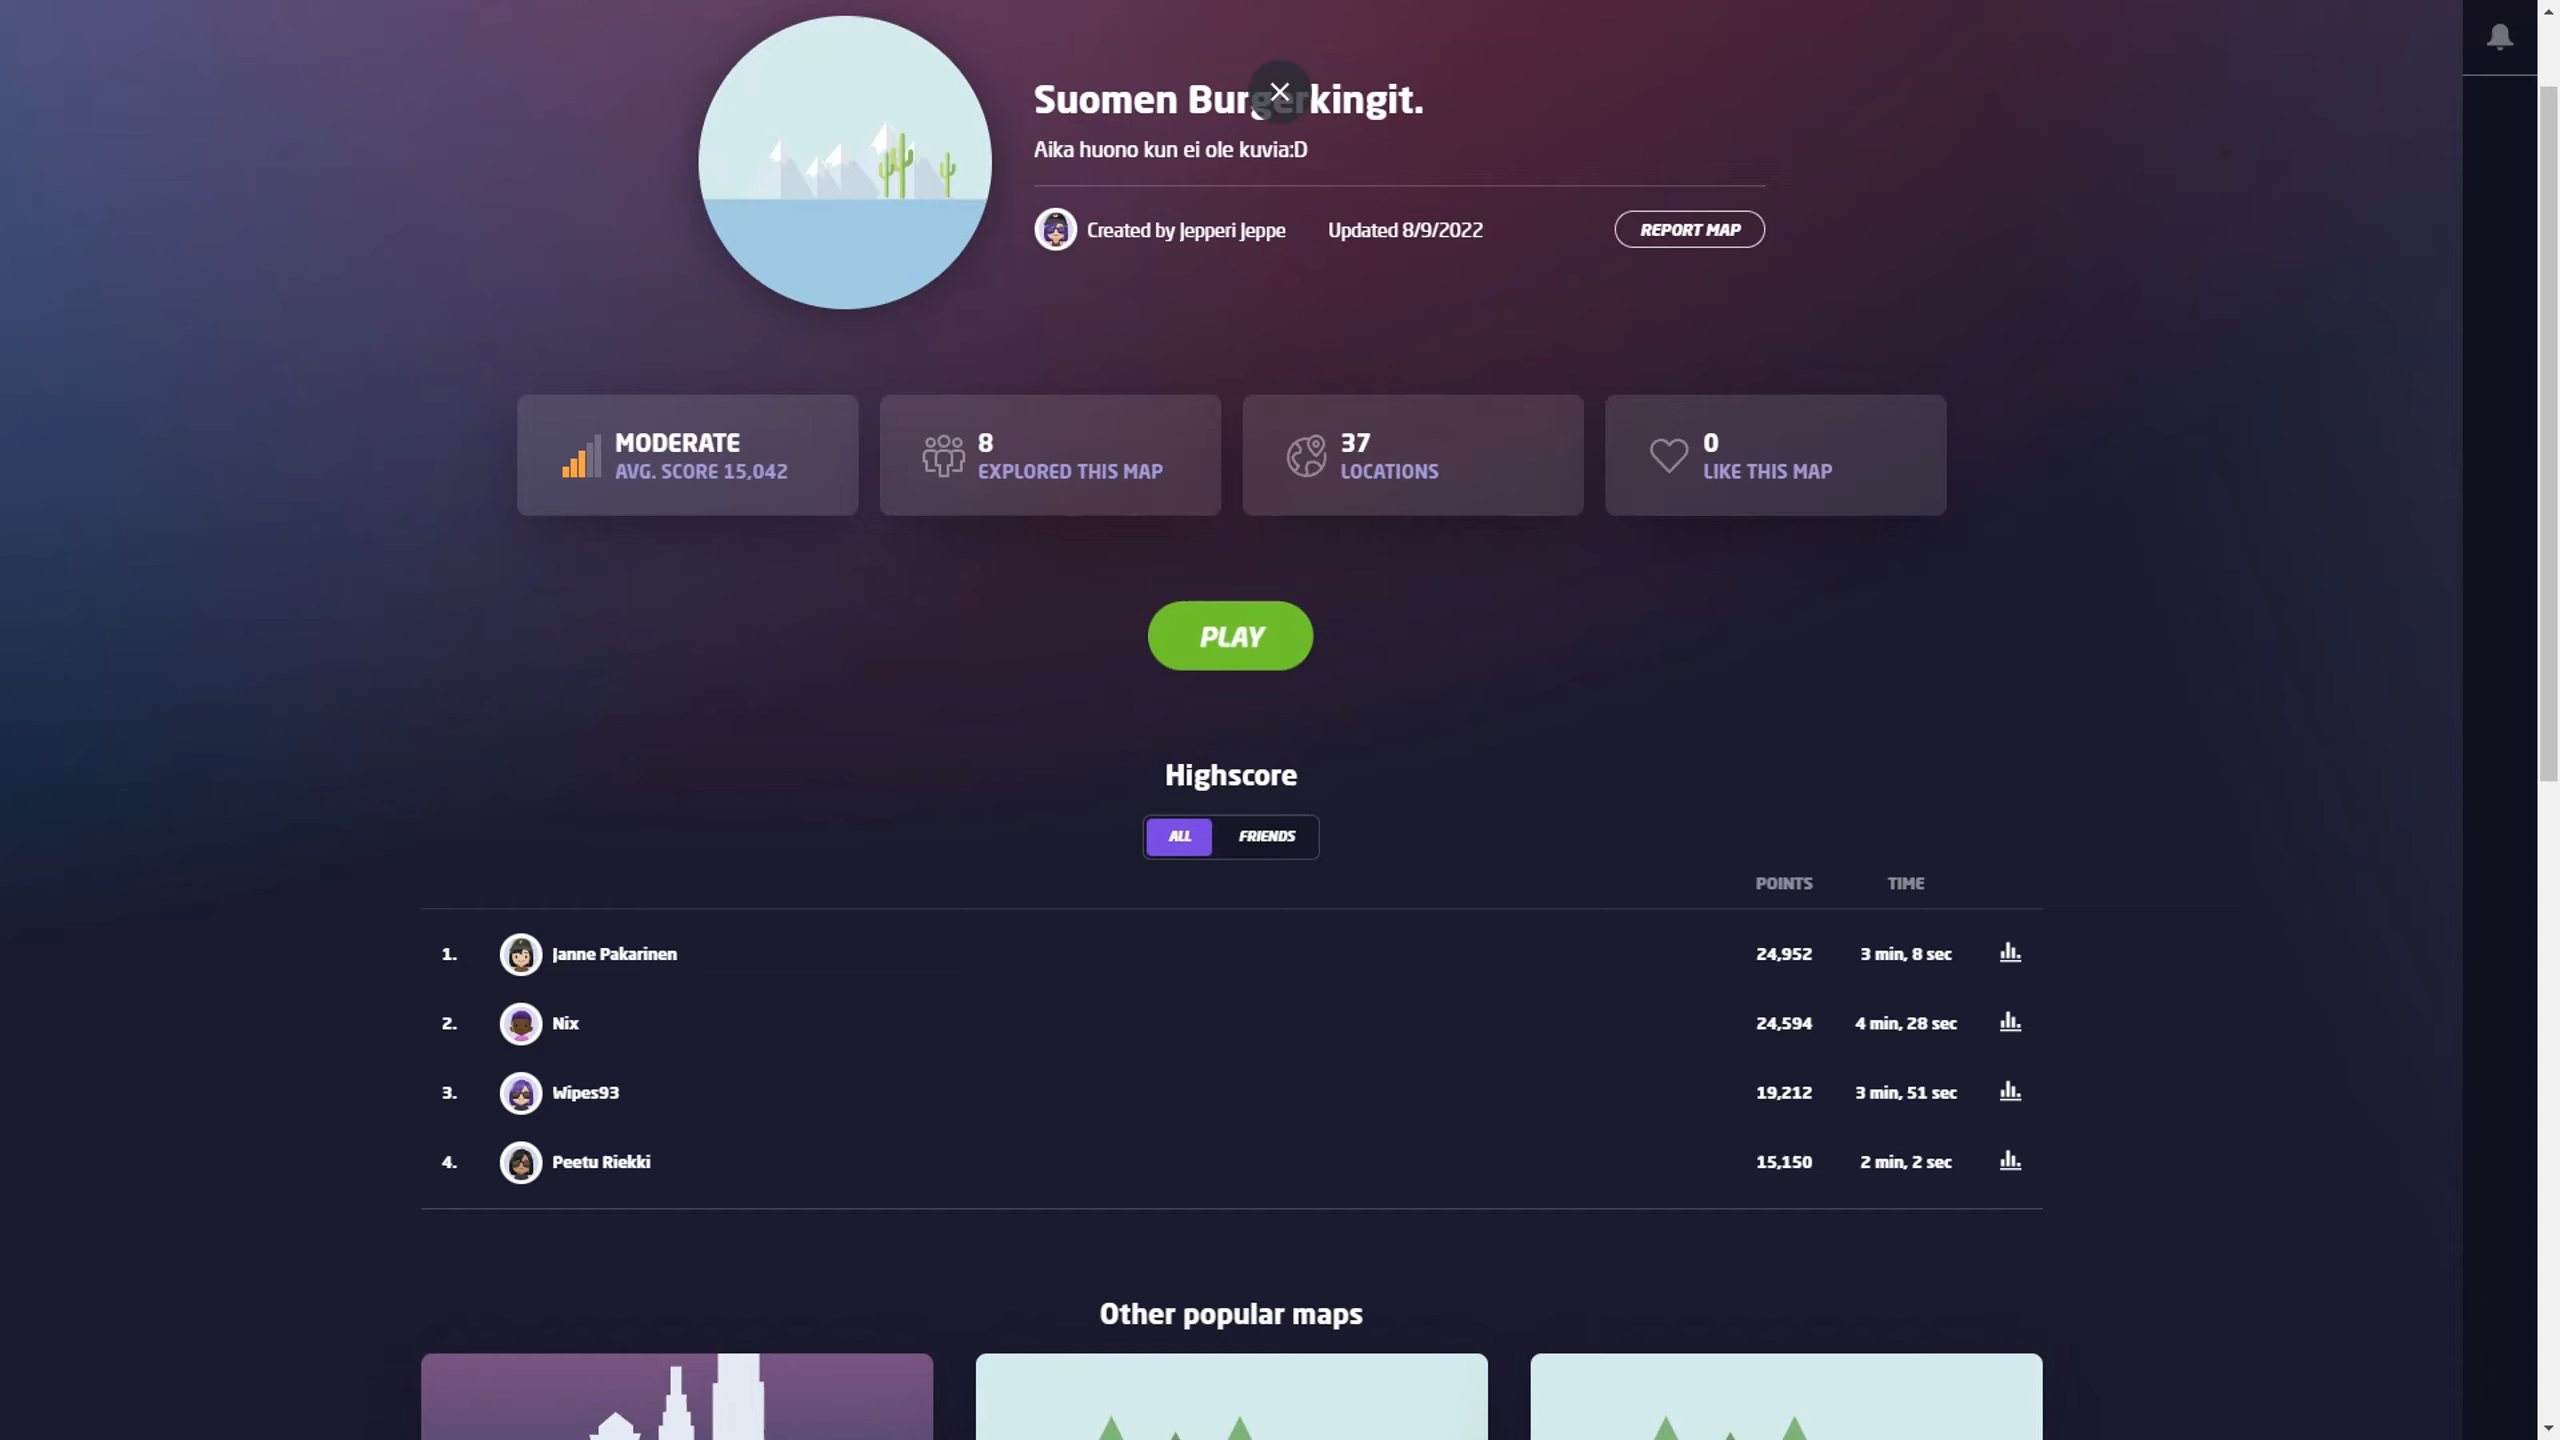 Suomen Burgerkingit.
Aika huono kun ei ole kuvia:D
Created by Jepperi Jeppe Updated 8/9/2022 REPORT MAP
MODERATE
AVG. SCORE 15,042
8
EXPLORED THIS MAP
37
LOCATIONS
0
LIKE THIS MAP
PLAY
Highscore
ALL FRIENDS
POINTS TIME
1. Janne Pakarinen 24,952 3 min, 8 sec
2. Nix 24,594 4 min, 28 sec
3. Wipes93 19,212 3 min, 51 sec
4. Peetu Riekki 15,150 2 min, 2 sec
Other popular maps